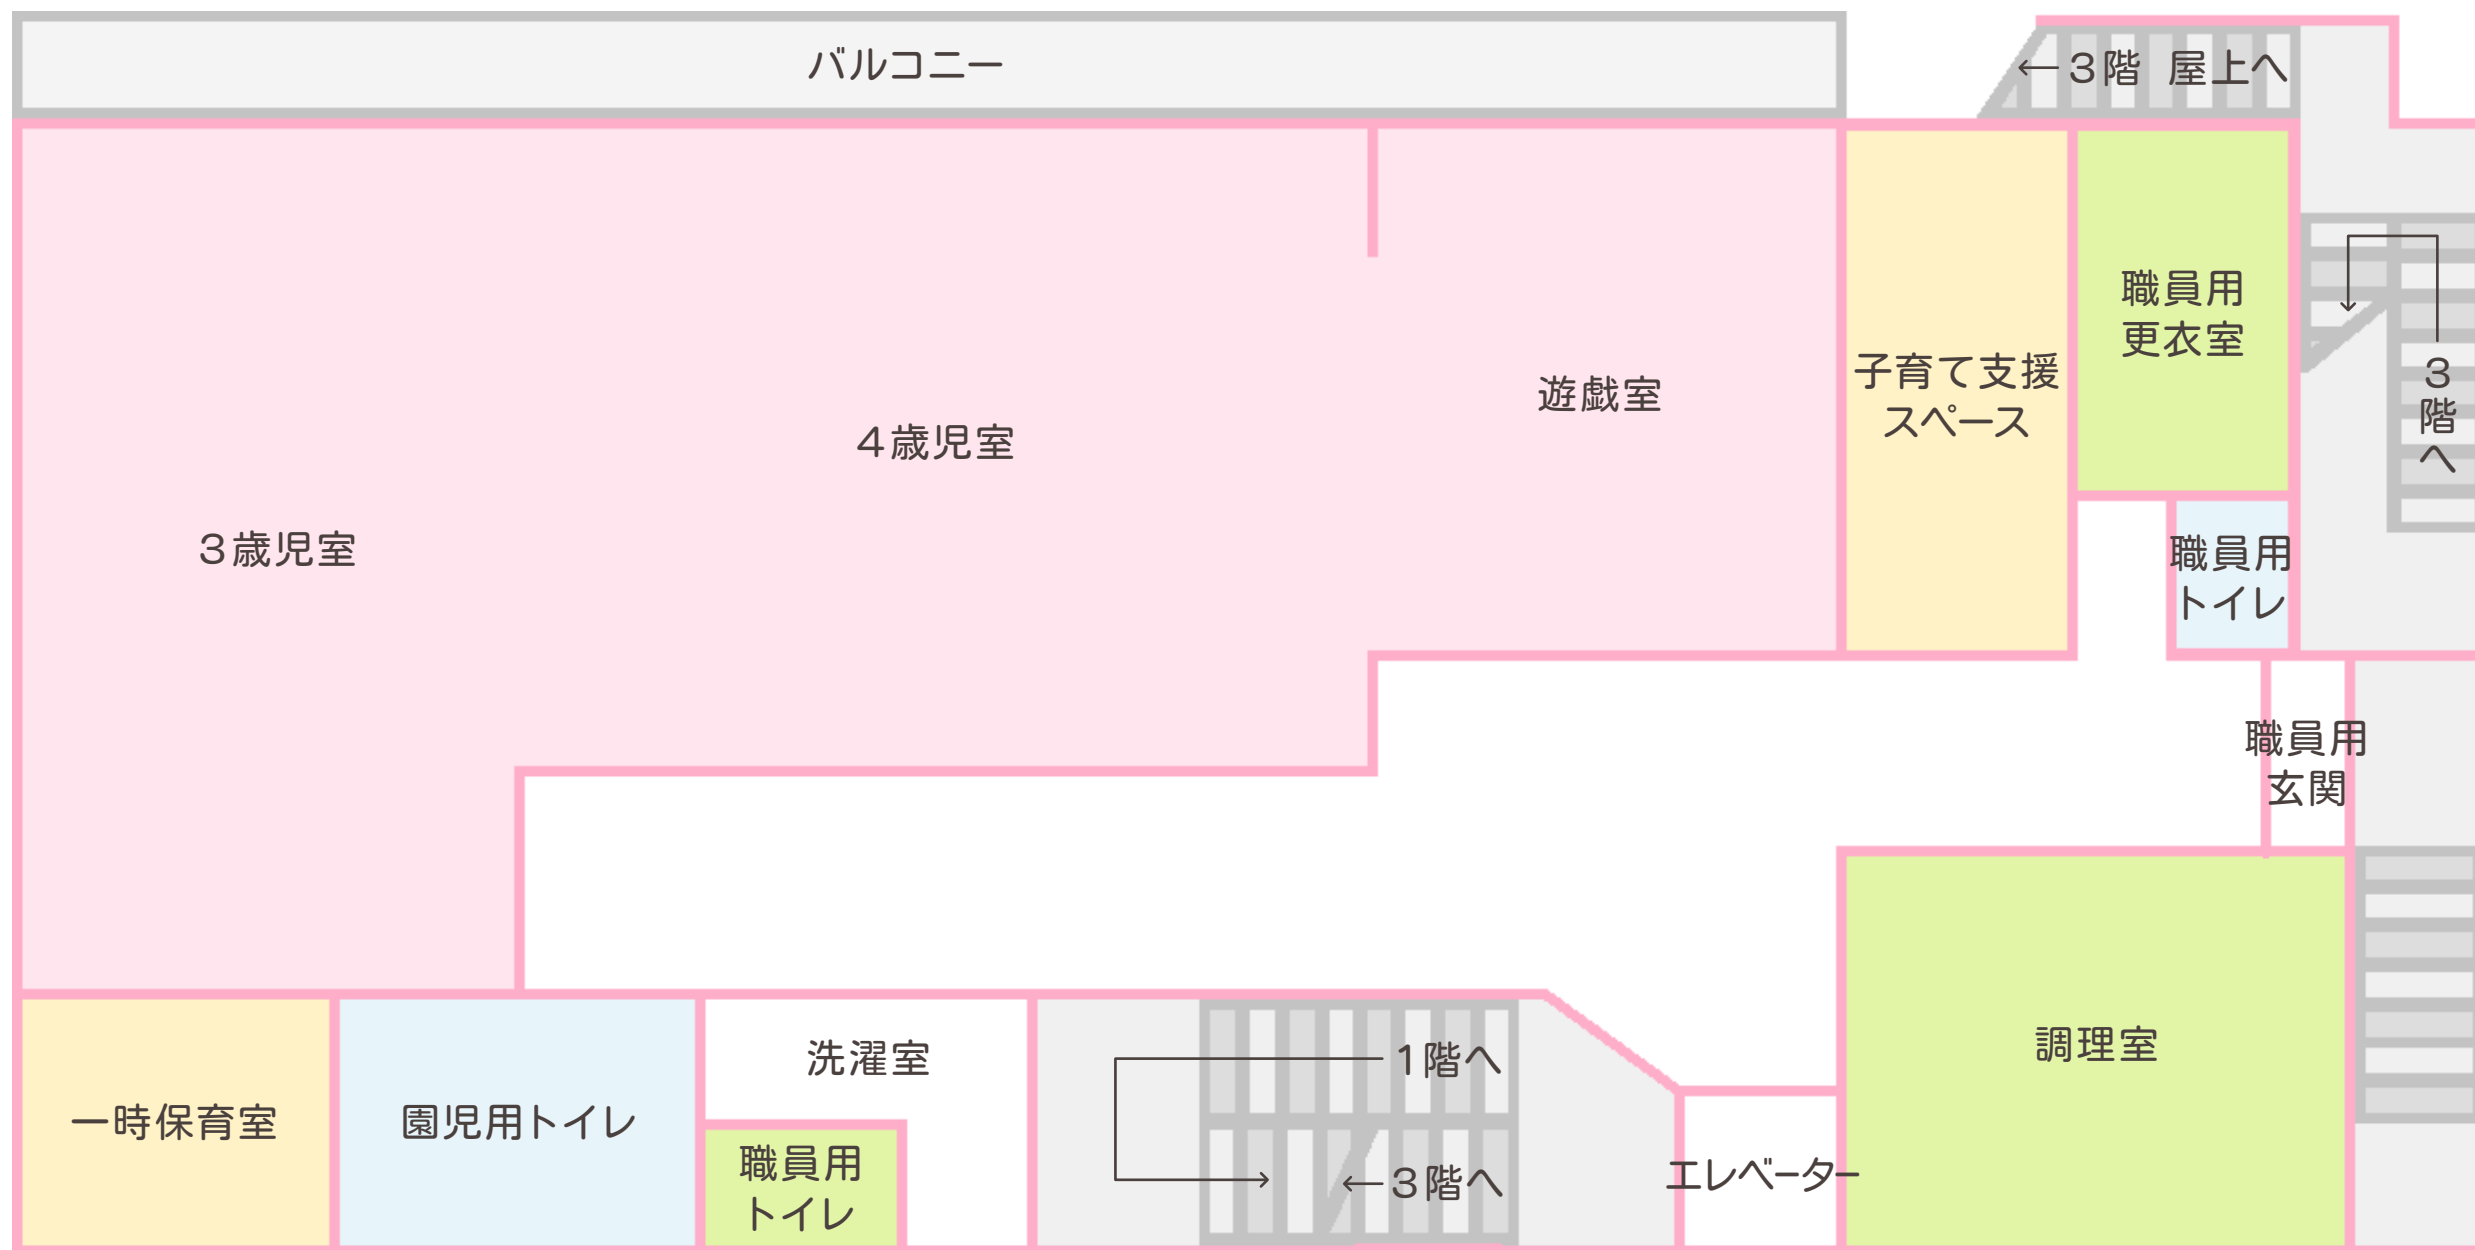 バルコニー
←3階 屋上へ
職員用
更衣室
子育て支援
スペース
遊戯室
3階へ
4歳児室
3歳児室
職員用
トイレ
職員用
玄関
調理室
洗濯室
1階へ
一時保育室
園児用トイレ
職員用
トイレ
←3階へ
エレベーター